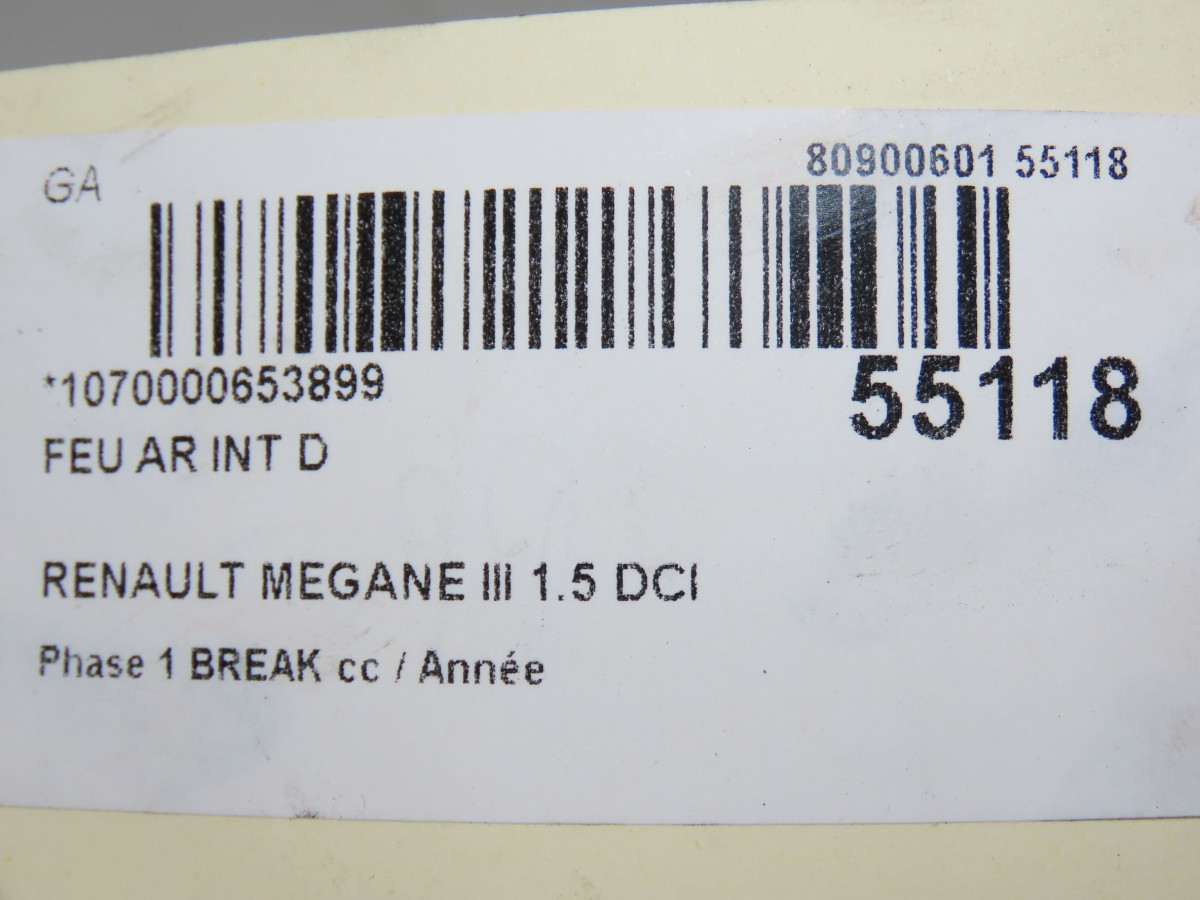 GA
80900601 55118
*1070000653899
55118
FEU AR INT D
RENAULT MEGANE III 1.5 DCI
Phase 1 BREAK cc / Année